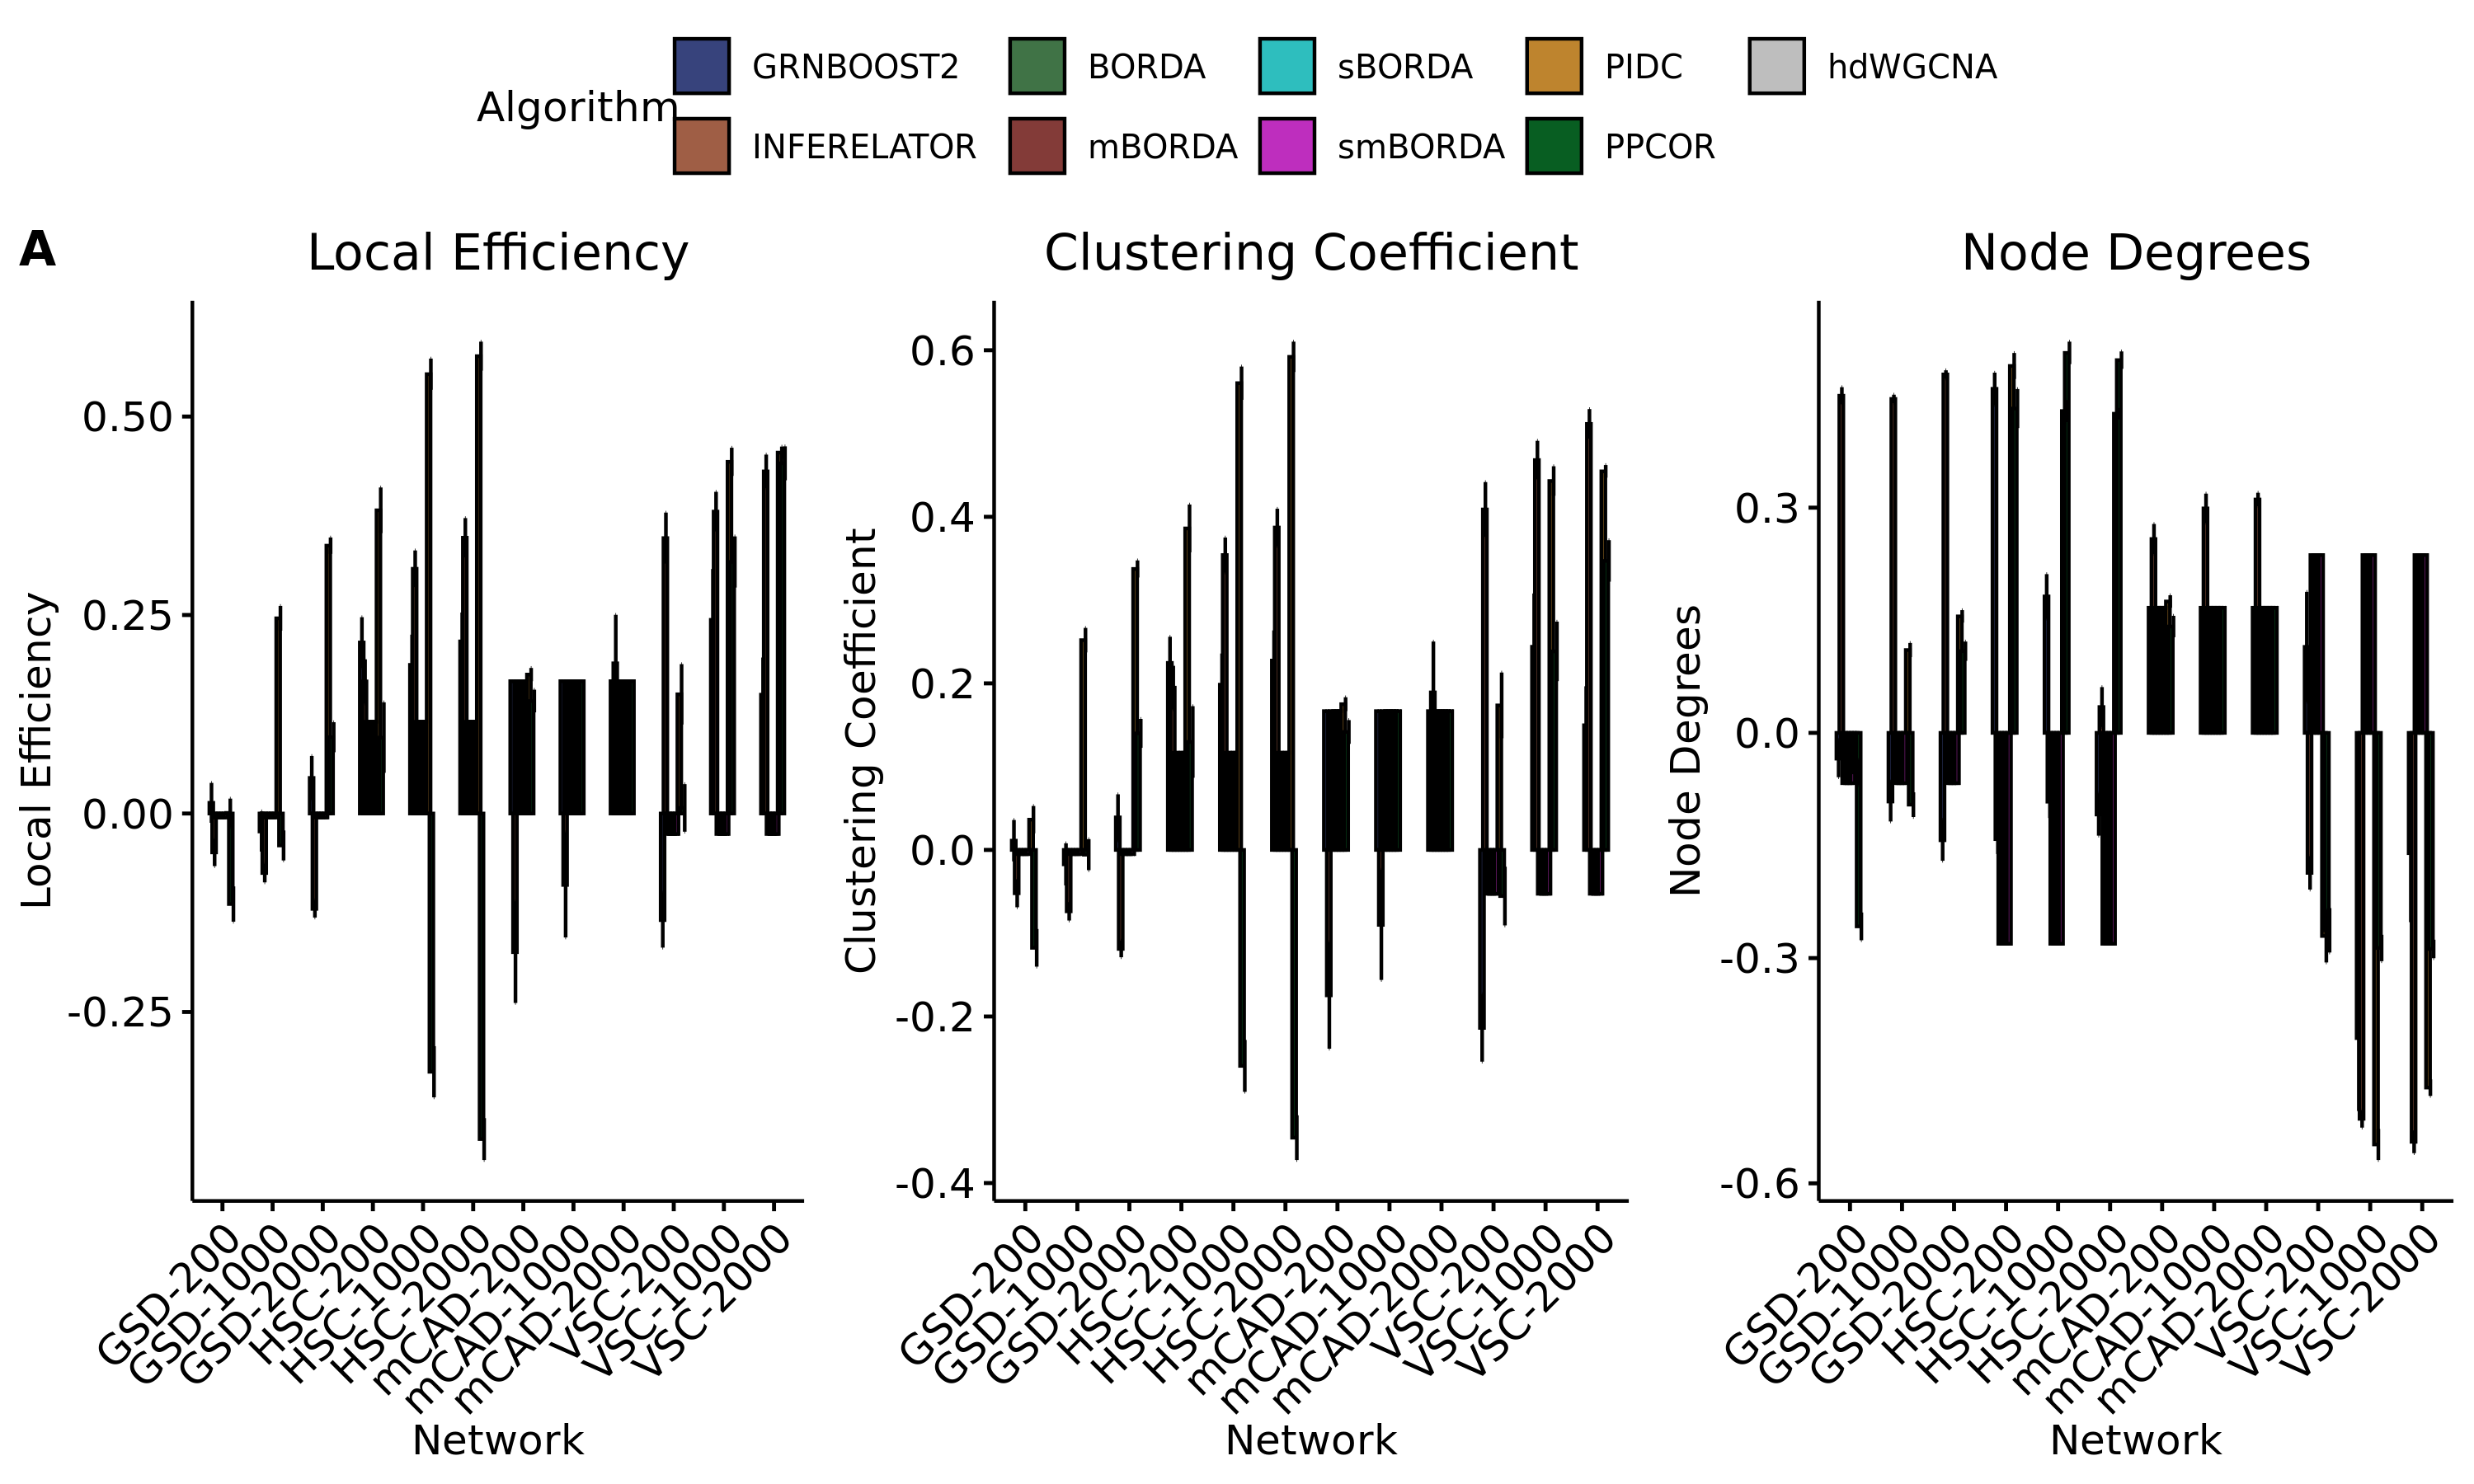 GRNBOOST2 BORDA sBORDA PIDC hdWGCNA
Algorithm
INFERELATOR mBORDA smBORDA PPCOR
A
Local Efficiency Clustering Coefficient Node Degrees
Local Efficiency
0.50
0.25
0.00
-0.25
GSD-200
GSD-1000
GSD-2000
HSC-200
HSC-1000
HSC-2000
mCAD-200
mCAD-1000
mCAD-2000
VSC-200
VSC-1000
VSC-2000
Network
Clustering Coefficient
0.6
0.4
0.2
0.0
-0.2
-0.4
GSD-200
GSD-1000
GSD-2000
HSC-200
HSC-1000
HSC-2000
mCAD-200
mCAD-1000
mCAD-2000
VSC-200
VSC-1000
VSC-2000
Network
Node Degrees
0.3
0.0
-0.3
-0.6
GSD-200
GSD-1000
GSD-2000
HSC-200
HSC-1000
HSC-2000
mCAD-200
mCAD-1000
mCAD-2000
VSC-200
VSC-1000
VSC-2000
Network